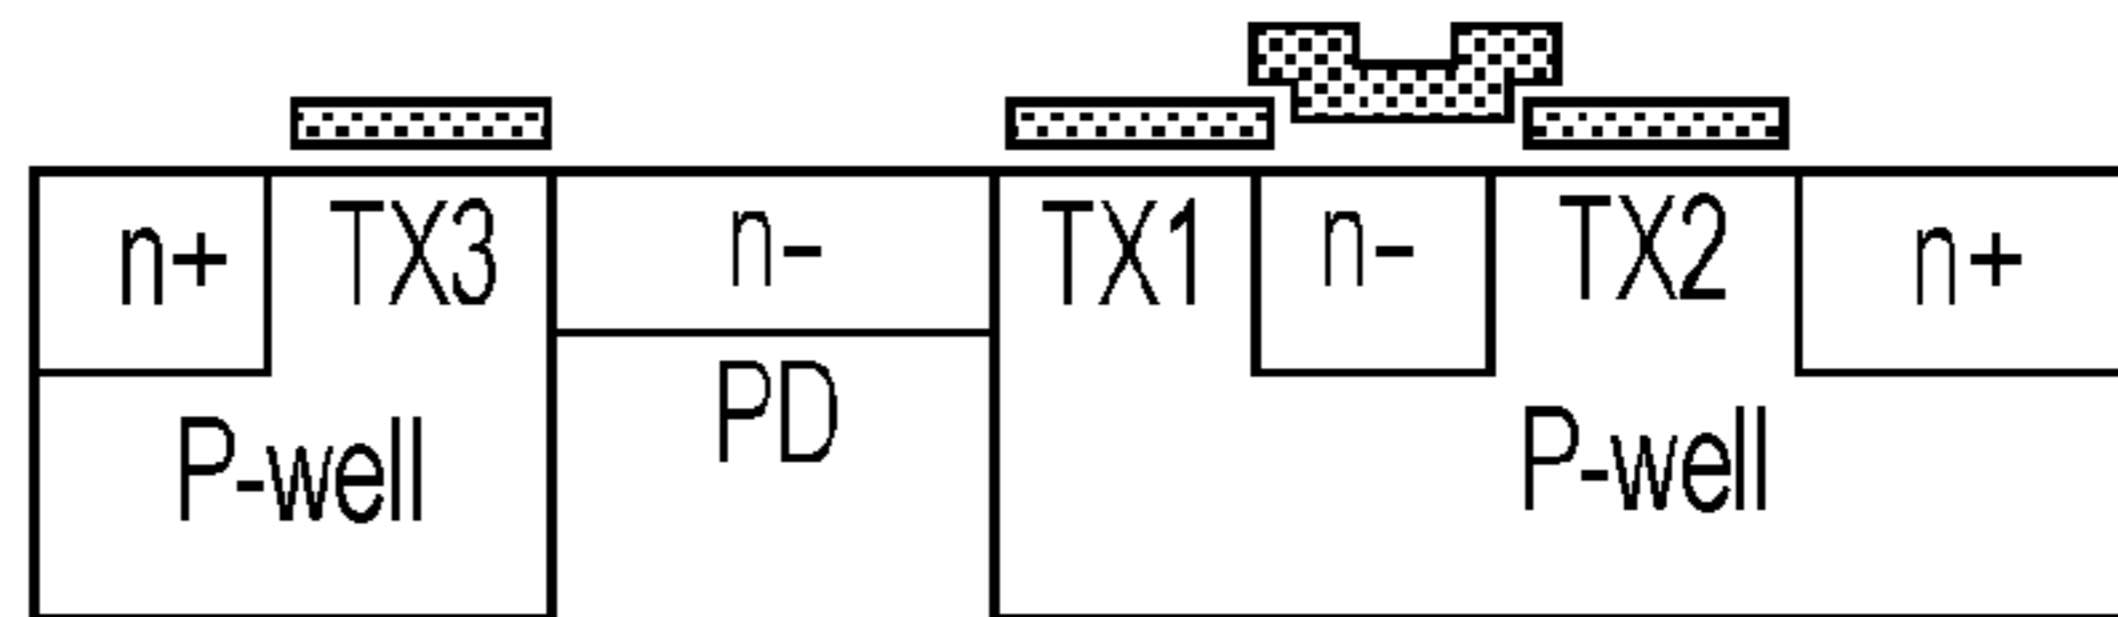 n+ TX3 n- TX1 n- TX2 n+
PD
P-well P-well